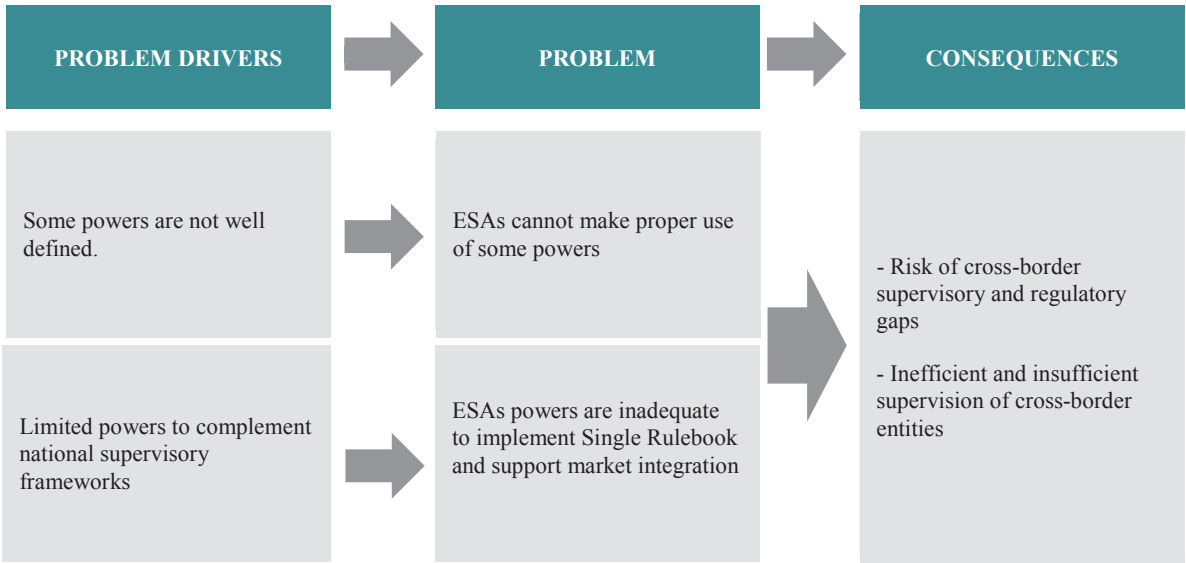 PROBLEM DRIVERS
PROBLEM
CONSEQUENCES
Some powers are not well
defined.
ESAs cannot make proper use
of some powers
Limited powers to complement
national supervisory
frameworks
ESAs powers are inadequate
to implement Single Rulebook
and support market integration
- Risk of cross-border
supervisory and regulatory
gaps
- Inefficient and insufficient
supervision of cross-border
entities